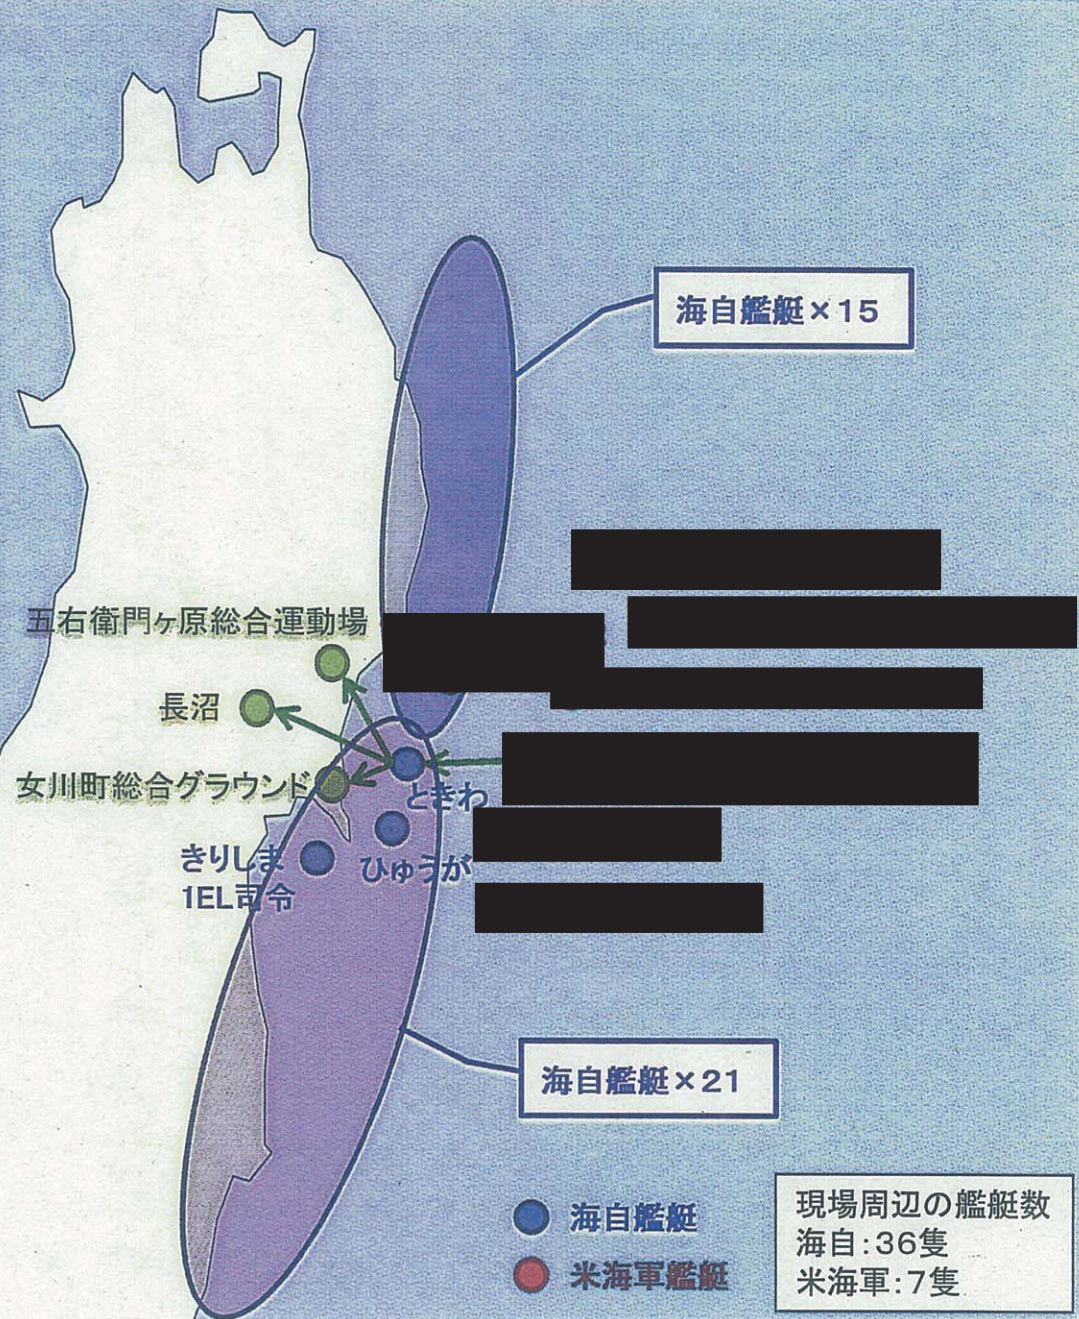 海自艦艇×15
五右衛門ヶ原総合運動場
長沼
女川町総合グラウンド
ときわ
きりしま
1EL司令
ひゅうが
海自艦艇×21
海自艦艇
米海軍艦艇
現場周辺の艦艇数
海自:36隻
米海軍:7隻